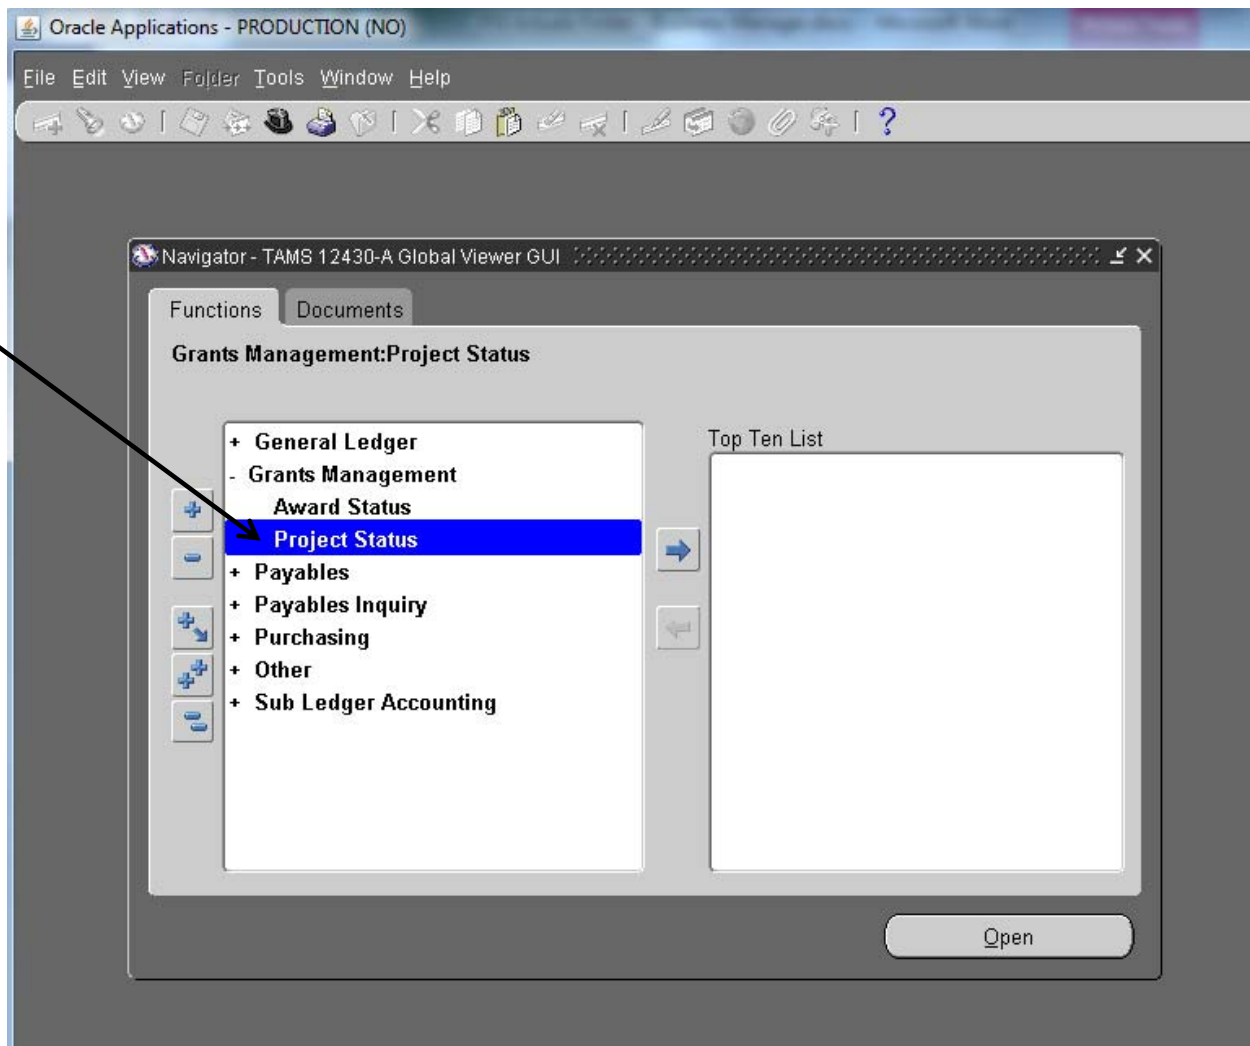 Oracle Applications - PRODUCTION (NO)
File Edit View Folder Tools Window Help
Navigator - TAMS 12430-A Global Viewer GUI
Functions Documents
Grants Management:Project Status
+ General Ledger
- Grants Management
Award Status
Project Status
+ Payables
+ Payables Inquiry
+ Purchasing
+ Other
+ Sub Ledger Accounting
Top Ten List
Open